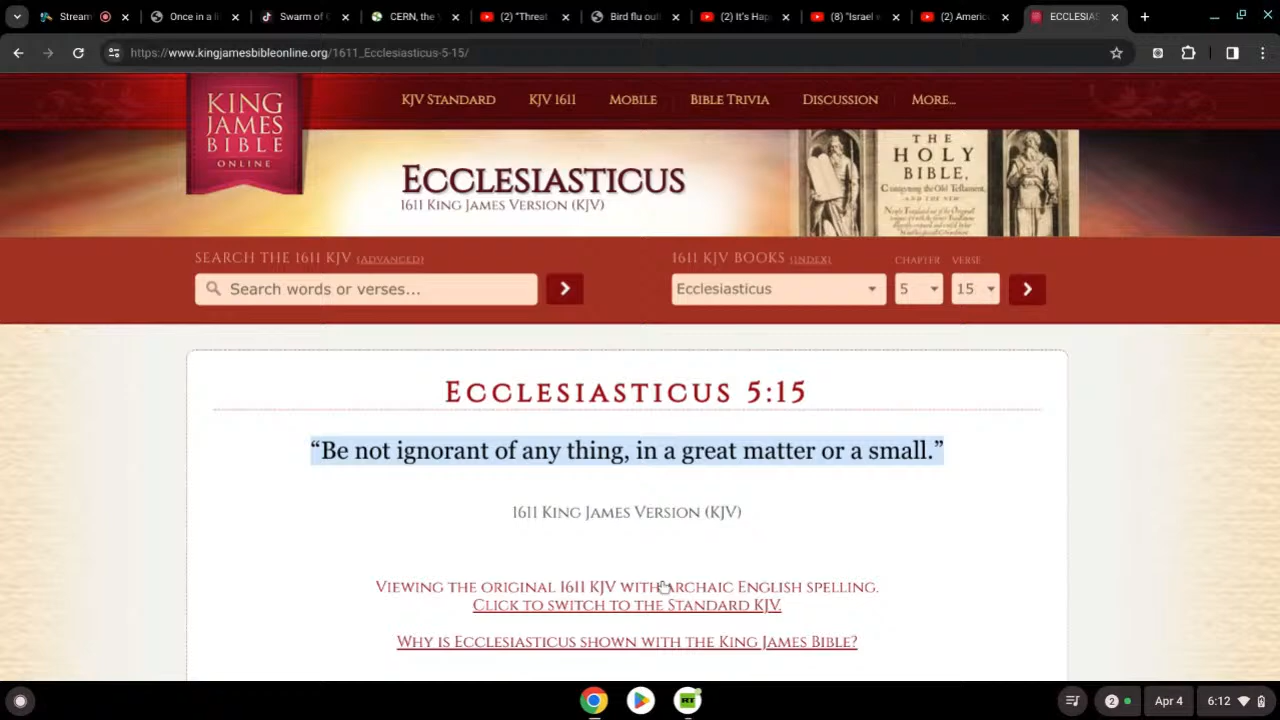 Stream
Once in a li
Swarm of
CERN, the
(2) "Threat
Bird flu out
(2) It's Hap
(8) "Israel
(2) Americ
ECCLESIAS
https://www.kingjamesbibleonline.org/1611_Ecclesiasticus-5-15/
KING
JAMES
BIBLE
ONLINE
KJV STANDARD
KJV 1611
MOBILE
BIBLE TRIVIA
DISCUSSION
MORE...
ECCLESIASTICUS
1611 KING JAMES VERSION (KJV)
THE
HOLY
BIBLE,
SEARCH THE 1611 KJV (ADVANCED)
Search words or verses...
1611 KJV BOOKS (INDEX)
CHAPTER
VERSE
Ecclesiasticus
5
15
ECCLESIASTICUS 5:15
“Be not ignorant of any thing, in a great matter or a small.”
1611 KING JAMES VERSION (KJV)
VIEWING THE ORIGINAL 1611 KJV WITH ARCHAIC ENGLISH SPELLING.
CLICK TO SWITCH TO THE STANDARD KJV.
WHY IS ECCLESIASTICUS SHOWN WITH THE KING JAMES BIBLE?
RT
2
Apr 4
6:12